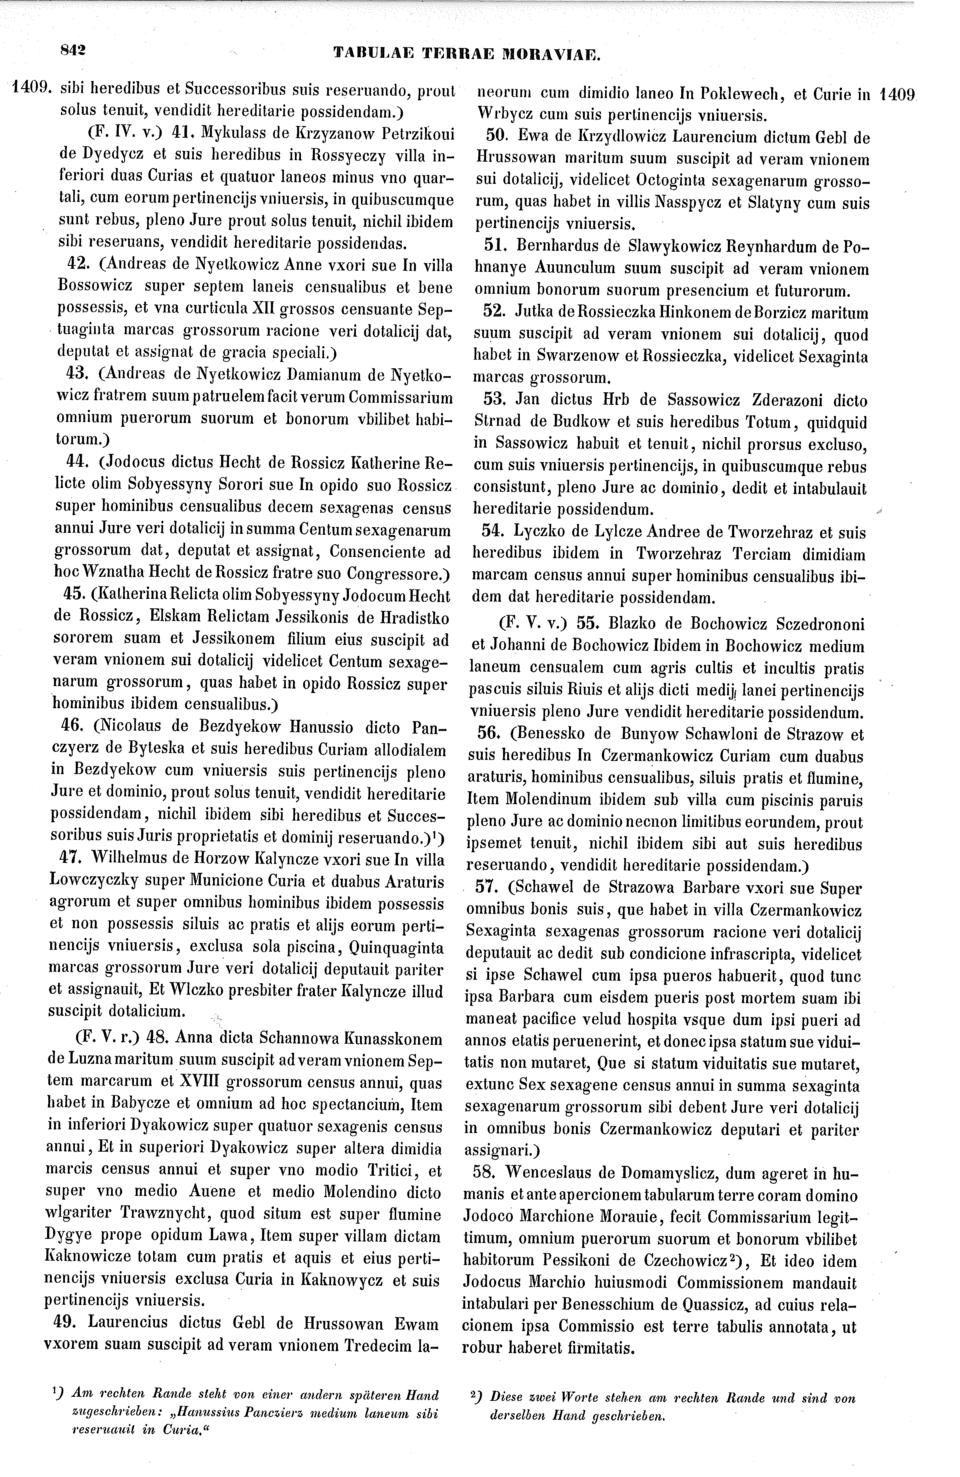 842
TABULAE TERRAE MORAVIAE.
1409. sibi heredibus et Successoribus suis reseruando, prout
solus tenuit, vendidit hereditarie possidendam.)
(F. IV. v.) 41. Mykulass de Krzyzanow Petrzikoui
de Dyedycz et suis heredibus in Rossyeczy villa in-
feriori duas Curias et quatuor laneos minus vno quar-
tali, cum eorum pertinencijs vniuersis, in quibuscumque
sunt rebus, pleno Jure prout solus tenuit, nichil ibidem
sibi reseruans, vendidit hereditarie possidendas.
42. (Andreas de Nyetkowicz Anne vxori sue In villa
Bossowicz super septem laneis censualibus et bene
possessis, et vna curticula XII grossos censuante Sep-
tuaginta marcas grossorum racione veri dotalicij dat,
deputat et assignat de gracia speciali.)
43. (Andreas de Nyetkowicz Damianum de Nyetko-
wicz fratrem suum patruelem facit verum Commissarium
omnium puerorum suorum et bonorum vbilibet habi-
torum.)
44. (Jodocus dictus Hecht de Rossicz Katherine Re-
licte olim Sobyessyny Sorori sue In opido suo Rossicz
super hominibus censualibus decem sexagenas census
annui Jure veri dotalicij in summa Centum sexagenarum
grossorum dat, deputat et assignat, Consenciente ad
hoc Wznatha Hecht de Rossicz fratre suo Congressore.)
45. (Katherina Relicta olim Sobyessyny Jodocum Hecht
de Rossicz, Elskam Relictam Jessikonis de Hradistko
sororem suam et Jessikonem filium eius suscipit ad
veram vnionem sui dotalicij videlicet Centum sexage-
narum grossorum, quas habet in opido Rossicz super
hominibus ibidem censualibus.)
46. (Nicolaus de Bezdyekow Hanussio dicto Pan-
czyerz de Byteska et suis heredibus Curiam allodialem
in Bezdyekow cum vniuersis suis pertinencijs pleno
Jure et dominio, prout solus tenuit, vendidit hereditarie
possidendam, nichil ibidem sibi heredibus et Succes-
soribus suis Juris proprietatis et dominij reseruando.)¹)
47. Wilhelmus de Horzow Kalyncze vxori sue In villa
Lowczyczky super Municione Curia et duabus Araturis
agrorum et super omnibus hominibus ibidem possessis
et non possessis siluis ac pratis et alijs eorum perti-
nencijs vniuersis, exclusa sola piscina, Quinquaginta
marcas grossorum Jure veri dotalicij deputauit pariter
et assignauit, Et Wlczko presbiter frater Kalyncze illud
suscipit dotalicium.
(F. V. r.) 48. Anna dicta Schannowa Kunasskonem
de Luzna maritum suum suscipit ad veram vnionem Sep-
tem marcarum et XVIII grossorum census annui, quas
habet in Babycze et omnium ad hoc spectancium, Item
in inferiori Dyakowicz super quatuor sexagenis census
annui, Et in superiori Dyakowicz super altera dimidia
marcis census annui et super vno modio Tritici, et
super vno medio Auene et medio Molendino dicto
wlgariter Trawznycht, quod situm est super flumine
Dygye prope opidum Lawa, Item super villam dictam
Kaknowicze totam cum pratis et aquis et eius perti-
nencijs vniuersis exclusa Curia in Kaknowycz et suis
pertinencijs vniuersis.
49. Laurencius dictus Gebl de Hrussowan Ewam
vxorem suam suscipit ad veram vnionem Tredecim la-
¹) Am rechten Rande steht von einer andern späteren Hand
zugeschrieben: „Hanussius Panczierz medium laneum sibi
reseruauit in Curia.“
neorum cum dimidio laneo In Poklewech, et Curie in 1409
Wrbycz cum suis pertinencijs vniuersis.
50. Ewa de Krzydlowicz Laurencium dictum Gebl de
Hrussowan maritum suum suscipit ad veram vnionem
sui dotalicij, videlicet Octoginta sexagenarum grosso-
rum, quas habet in villis Nasspycz et Slatyny cum suis
pertinencijs vniuersis.
51. Bernhardus de Slawykowicz Reynhardum de Po-
hnanye Auunculum suum suscipit ad veram vnionem
omnium bonorum suorum presencium et futurorum.
52. Jutka de Rossieczka Hinkonem de Borzicz maritum
suum suscipit ad veram vnionem sui dotalicij, quod
habet in Swarzenow et Rossieczka, videlicet Sexaginta
marcas grossorum.
53. Jan dictus Hrb de Sassowicz Zderazoni dicto
Strnad de Budkow et suis heredibus Totum, quidquid
in Sassowicz habuit et tenuit, nichil prorsus excluso,
cum suis vniuersis pertinencijs, in quibuscumque rebus
consistunt, pleno Jure ac dominio, dedit et intabulauit
hereditarie possidendum.
54. Lyczko de Lylcze Andree de Tworzehraz et suis
heredibus ibidem in Tworzehraz Terciam dimidiam
marcam census annui super hominibus censualibus ibi-
dem dat hereditarie possidendam.
(F. V. v.) 55. Blazko de Bochowicz Sczedrononi
et Johanni de Bochowicz Ibidem in Bochowicz medium
laneum censualem cum agris cultis et incultis pratis
pascuis siluis Riuis et alijs dicti medij lanei pertinencijs
vniuersis pleno Jure vendidit hereditarie possidendum.
56. (Benessko de Bunyow Schawloni de Strazow et
suis heredibus In Czermankowicz Curiam cum duabus
araturis, hominibus censualibus, siluis pratis et flumine,
Item Molendinum ibidem sub villa cum piscinis paruis
pleno Jure ac dominio necnon limitibus eorundem, prout
ipsemet tenuit, nichil ibidem sibi aut suis heredibus
reseruando, vendidit hereditarie possidendam.)
57. (Schawel de Strazowa Barbare vxori sue Super
omnibus bonis suis, que habet in villa Czermankowicz
Sexaginta sexagenas grossorum racione veri dotalicij
deputauit ac dedit sub condicione infrascripta, videlicet
si ipse Schawel cum ipsa pueros habuerit, quod tunc
ipsa Barbara cum eisdem pueris post mortem suam ibi
maneat pacifice velud hospita vsque dum ipsi pueri ad
annos etatis peruenerint, et donec ipsa statum sue vidui-
tatis non mutaret, Que si statum viduitatis sue mutaret,
extunc Sex sexagene census annui in summa sexaginta
sexagenarum grossorum sibi debent Jure veri dotalicij
in omnibus bonis Czermankowicz deputari et pariter
assignari.)
58. Wenceslaus de Domamyslicz, dum ageret in hu-
manis et ante apercionem tabularum terre coram domino
Jodoco Marchione Morauie, fecit Commissarium legit-
timum, omnium puerorum suorum et bonorum vbilibet
habitorum Pessikoni de Czechowicz²), Et ideo idem
Jodocus Marchio huiusmodi Commissionem mandauit
intabulari per Benesschium de Quassicz, ad cuius rela-
cionem ipsa Commissio est terre tabulis annotata, ut
robur haberet firmitatis.
²) Diese zwei Worte stehen am rechten Rande und sind von
derselben Hand geschrieben.